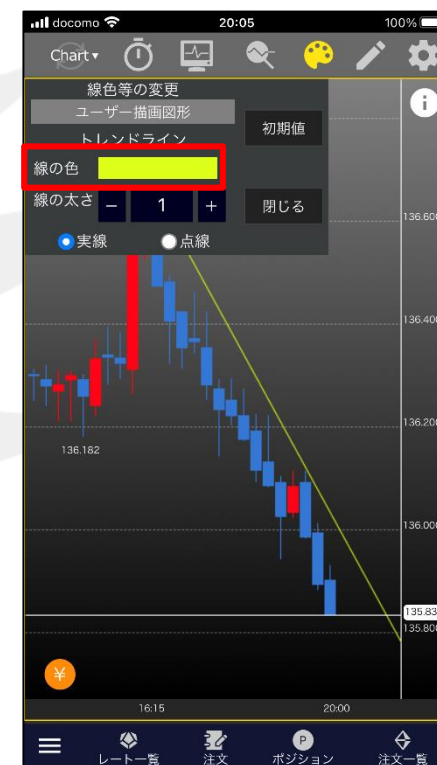 docomo 20:05 100%
Chart▾
線色等の変更
ユーザー描画図形
初期値
トレンドライン
線の色
線の太さ − 1 + 閉じる
実線 点線
136.600
136.400
136.200
136.182
136.000
135.83
135.800
¥
16:15 20:00
レート一覧 注文 P ポジション 注文一覧